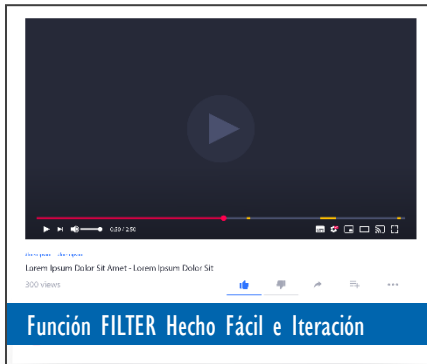 0:50 / 2:50
Lorem Ipsum Dolor Sit Amet - Lorem Ipsum Dolor Sit
300 views
Función FILTER Hecho Fácil e Iteración